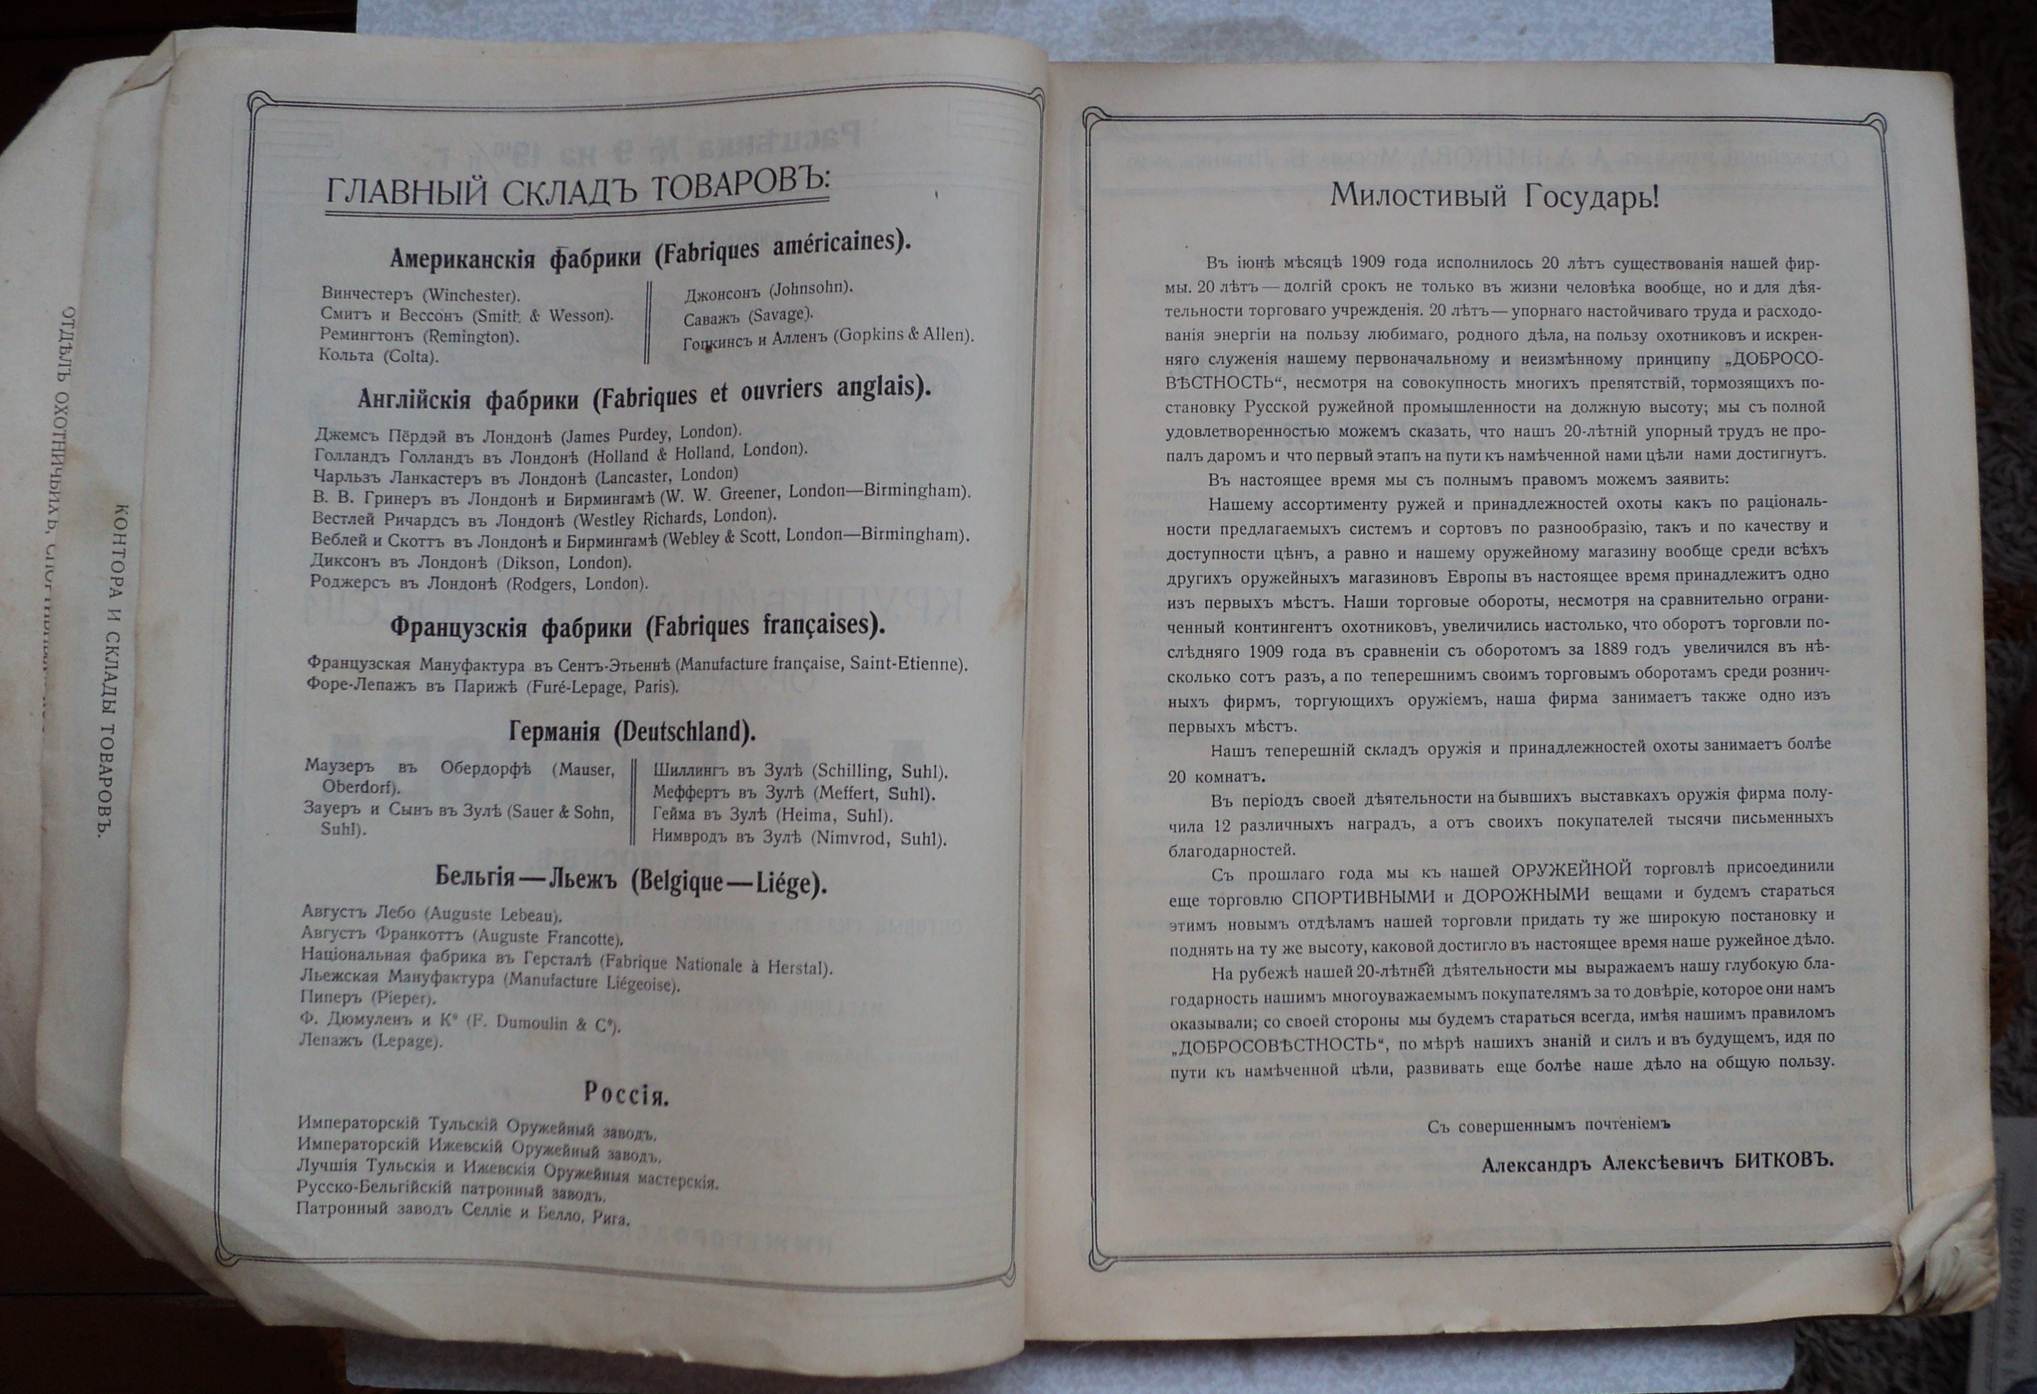 ГЛАВНЫЙ СКЛАДЪ ТОВАРОВЪ:
Американскія фабрики (Fabriques américaines).
Винчестеръ (Winchester).
Смитъ и Вессонъ (Smith & Wesson).
Ремингтонъ (Remington).
Кольта (Colta).
Джонсонъ (Johnsohn).
Саважъ (Savage).
Гопкинсъ и Алленъ (Gopkins & Allen).
Англійскія фабрики (Fabriques et ouvriers anglais).
Джемсъ Пёрдэй въ Лондонѣ (James Purdey, London).
Голландъ Голландъ въ Лондонѣ (Holland & Holland, London).
Чарльзъ Ланкастеръ въ Лондонѣ (Lancaster, London)
В. В. Гринеръ въ Лондонѣ и Бирмингамѣ (W. W. Greener, London—Birmingham).
Вестлей Ричардсъ въ Лондонѣ (Westley Richards, London).
Веблей и Скоттъ въ Лондонѣ и Бирмингамѣ (Webley & Scott, London—Birmingham).
Диксонъ въ Лондонѣ (Dikson, London).
Роджерсъ въ Лондонѣ (Rodgers, London).
Французскія фабрики (Fabriques françaises).
Французская Мануфактура въ Сентъ-Этьеннѣ (Manufacture française, Saint-Etienne).
Форе-Лепажъ въ Парижѣ (Furé-Lepage, Paris).
Германія (Deutschland).
Маузеръ въ Обердорфѣ (Mauser,
Oberdorf).
Зауеръ и Сынъ въ Зулѣ (Sauer & Sohn,
Suhl).
Шиллингъ въ Зулѣ (Schilling, Suhl).
Меффертъ въ Зулѣ (Meffert, Suhl).
Гейма въ Зулѣ (Heima, Suhl).
Нимвродъ въ Зулѣ (Nimvrod, Suhl).
Бельгія—Льежъ (Belgique—Liége).
Августъ Лебо (Auguste Lebeau).
Августъ Франкоттъ (Auguste Francotte).
Національная фабрика въ Герсталѣ (Fabrique Nationale à Herstal).
Льежская Мануфактура (Manufacture Liégeoise).
Пиперъ (Pieper).
Ф. Дюмуленъ и К° (F. Dumoulin & C°).
Лепажъ (Lepage).
Россія.
Императорскій Тульскій Оружейный заводъ.
Императорскій Ижевскій Оружейный заводъ.
Лучшія Тульскія и Ижевскія Оружейныя мастерскія.
Русско-Бельгійскій патронный заводъ.
Патронный заводъ Селліе и Белло, Рига.
КОНТОРА И СКЛАДЫ ТОВАРОВЪ.
ОТДѢЛЪ ОХОТНИЧЬИХЪ,
Милостивый Государь!
Въ іюнѣ мѣсяцѣ 1909 года исполнилось 20 лѣтъ существованія нашей фир-
мы. 20 лѣтъ—долгій срокъ не только въ жизни человѣка вообще, но и для дѣя-
тельности торговаго учрежденія. 20 лѣтъ—упорнаго настойчиваго труда и расходо-
ванія энергіи на пользу любимаго, родного дѣла, на пользу охотниковъ и искрен-
няго служенія нашему первоначальному и неизмѣнному принципу „ДОБРОСО-
ВѢСТНОСТЬ“, несмотря на совокупность многихъ препятствій, тормозящихъ по-
становку Русской ружейной промышленности на должную высоту; мы съ полной
удовлетворенностью можемъ сказать, что нашъ 20-лѣтній упорный трудъ не про-
палъ даромъ и что первый этапъ на пути къ намѣченной нами цѣли нами достигнутъ.
Въ настоящее время мы съ полнымъ правомъ можемъ заявить:
Нашему ассортименту ружей и принадлежностей охоты какъ по раціональ-
ности предлагаемыхъ системъ и сортовъ по разнообразію, такъ и по качеству и
доступности цѣнъ, а равно и нашему оружейному магазину вообще среди всѣхъ
другихъ оружейныхъ магазиновъ Европы въ настоящее время принадлежитъ одно
изъ первыхъ мѣстъ. Наши торговые обороты, несмотря на сравнительно ограни-
ченный контингентъ охотниковъ, увеличились настолько, что оборотъ торговли по-
слѣдняго 1909 года въ сравненіи съ оборотомъ за 1889 годъ увеличился въ нѣ-
сколько сотъ разъ, а по теперешнимъ своимъ торговымъ оборотамъ среди рознич-
ныхъ фирмъ, торгующихъ оружіемъ, наша фирма занимаетъ также одно изъ
первыхъ мѣстъ.
Нашъ теперешній складъ оружія и принадлежностей охоты занимаетъ болѣе
20 комнатъ.
Въ періодъ своей дѣятельности на бывшихъ выставкахъ оружія фирма полу-
чила 12 различныхъ наградъ, а отъ своихъ покупателей тысячи письменныхъ
благодарностей.
Съ прошлаго года мы къ нашей ОРУЖЕЙНОЙ торговлѣ присоединили
еще торговлю СПОРТИВНЫМИ и ДОРОЖНЫМИ вещами и будемъ стараться
этимъ новымъ отдѣламъ нашей торговли придать ту же широкую постановку и
поднять на ту же высоту, каковой достигло въ настоящее время наше ружейное дѣло.
На рубежѣ нашей 20-лѣтней дѣятельности мы выражаемъ нашу глубокую бла-
годарность нашимъ многоуважаемымъ покупателямъ за то довѣріе, которое они намъ
оказывали; со своей стороны мы будемъ стараться всегда, имѣя нашимъ правиломъ
„ДОБРОСОВѢСТНОСТЬ“, по мѣрѣ нашихъ знаній и силъ и въ будущемъ, идя по
пути къ намѣченной цѣли, развивать еще болѣе наше дѣло на общую пользу.
Съ совершеннымъ почтеніемъ
Александръ Алексѣевичъ БИТКОВЪ.